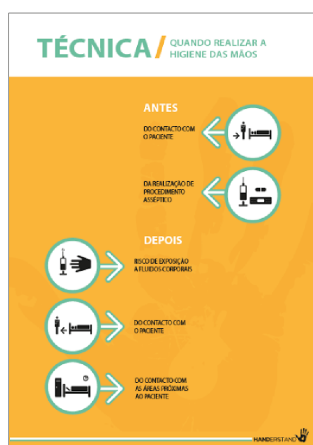 TÉCNICA/ QUANDO REALIZAR A
HIGIENE DAS MÃOS
ANTES
DO CONTACTO COM
O PACIENTE
DA REALIZAÇÃO DE
PROCEDIMENTO
ASSÉPTICO
DEPOIS
RISCO DE EXPOSIÇÃO
A FLUIDOS CORPORAIS
DO CONTACTO COM
O PACIENTE
DO CONTACTO COM
AS ÁREAS PRÓXIMAS
AO PACIENTE
HANDERSTAND